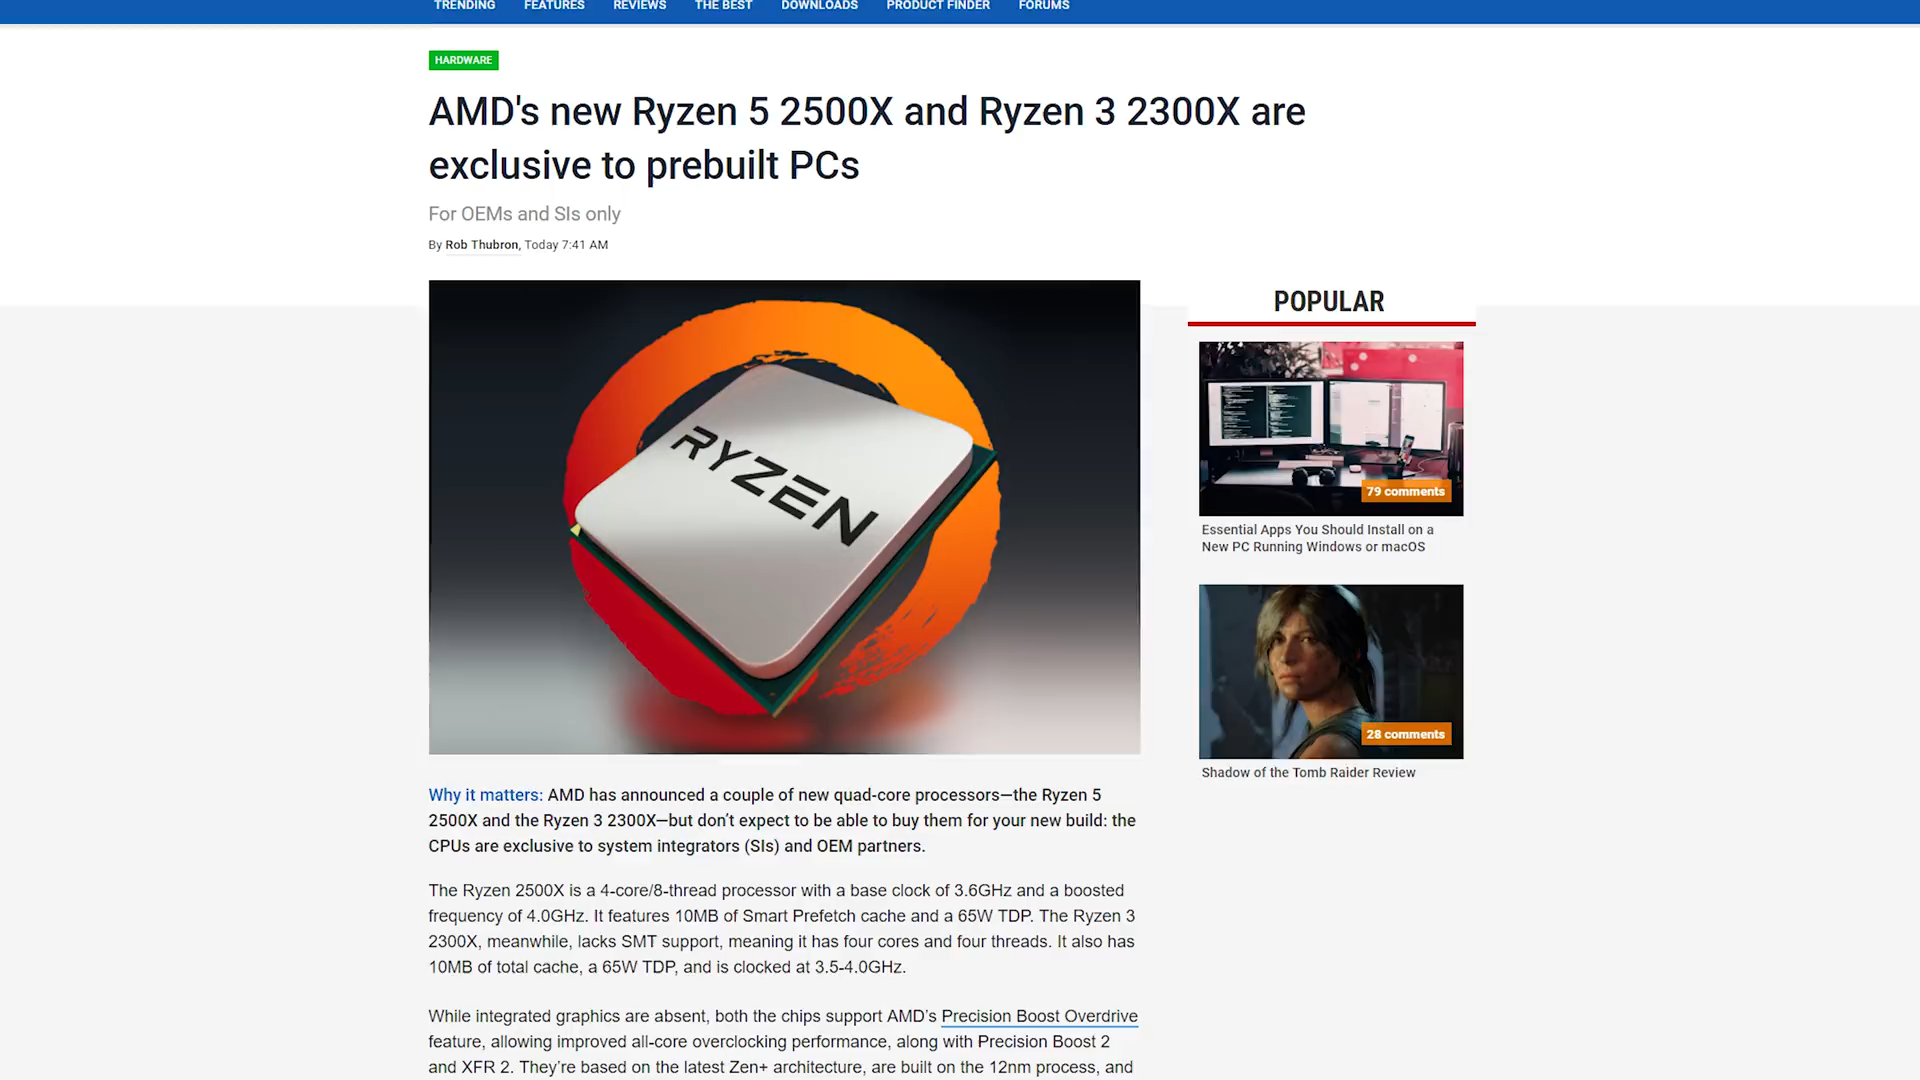 TRENDING FEATURES REVIEWS THE BEST DOWNLOADS PRODUCT FINDER FORUMS
HARDWARE
AMD's new Ryzen 5 2500X and Ryzen 3 2300X are
exclusive to prebuilt PCs
For OEMs and SIs only
By Rob Thubron, Today 7:41 AM
RYZEN
Why it matters: AMD has announced a couple of new quad-core processors—the Ryzen 5
2500X and the Ryzen 3 2300X—but don’t expect to be able to buy them for your new build: the
CPUs are exclusive to system integrators (SIs) and OEM partners.
The Ryzen 2500X is a 4-core/8-thread processor with a base clock of 3.6GHz and a boosted
frequency of 4.0GHz. It features 10MB of Smart Prefetch cache and a 65W TDP. The Ryzen 3
2300X, meanwhile, lacks SMT support, meaning it has four cores and four threads. It also has
10MB of total cache, a 65W TDP, and is clocked at 3.5-4.0GHz.
While integrated graphics are absent, both the chips support AMD’s Precision Boost Overdrive
feature, allowing improved all-core overclocking performance, along with Precision Boost 2
and XFR 2. They’re based on the latest Zen+ architecture, are built on the 12nm process, and
POPULAR
79 comments
Essential Apps You Should Install on a
New PC Running Windows or macOS
28 comments
Shadow of the Tomb Raider Review